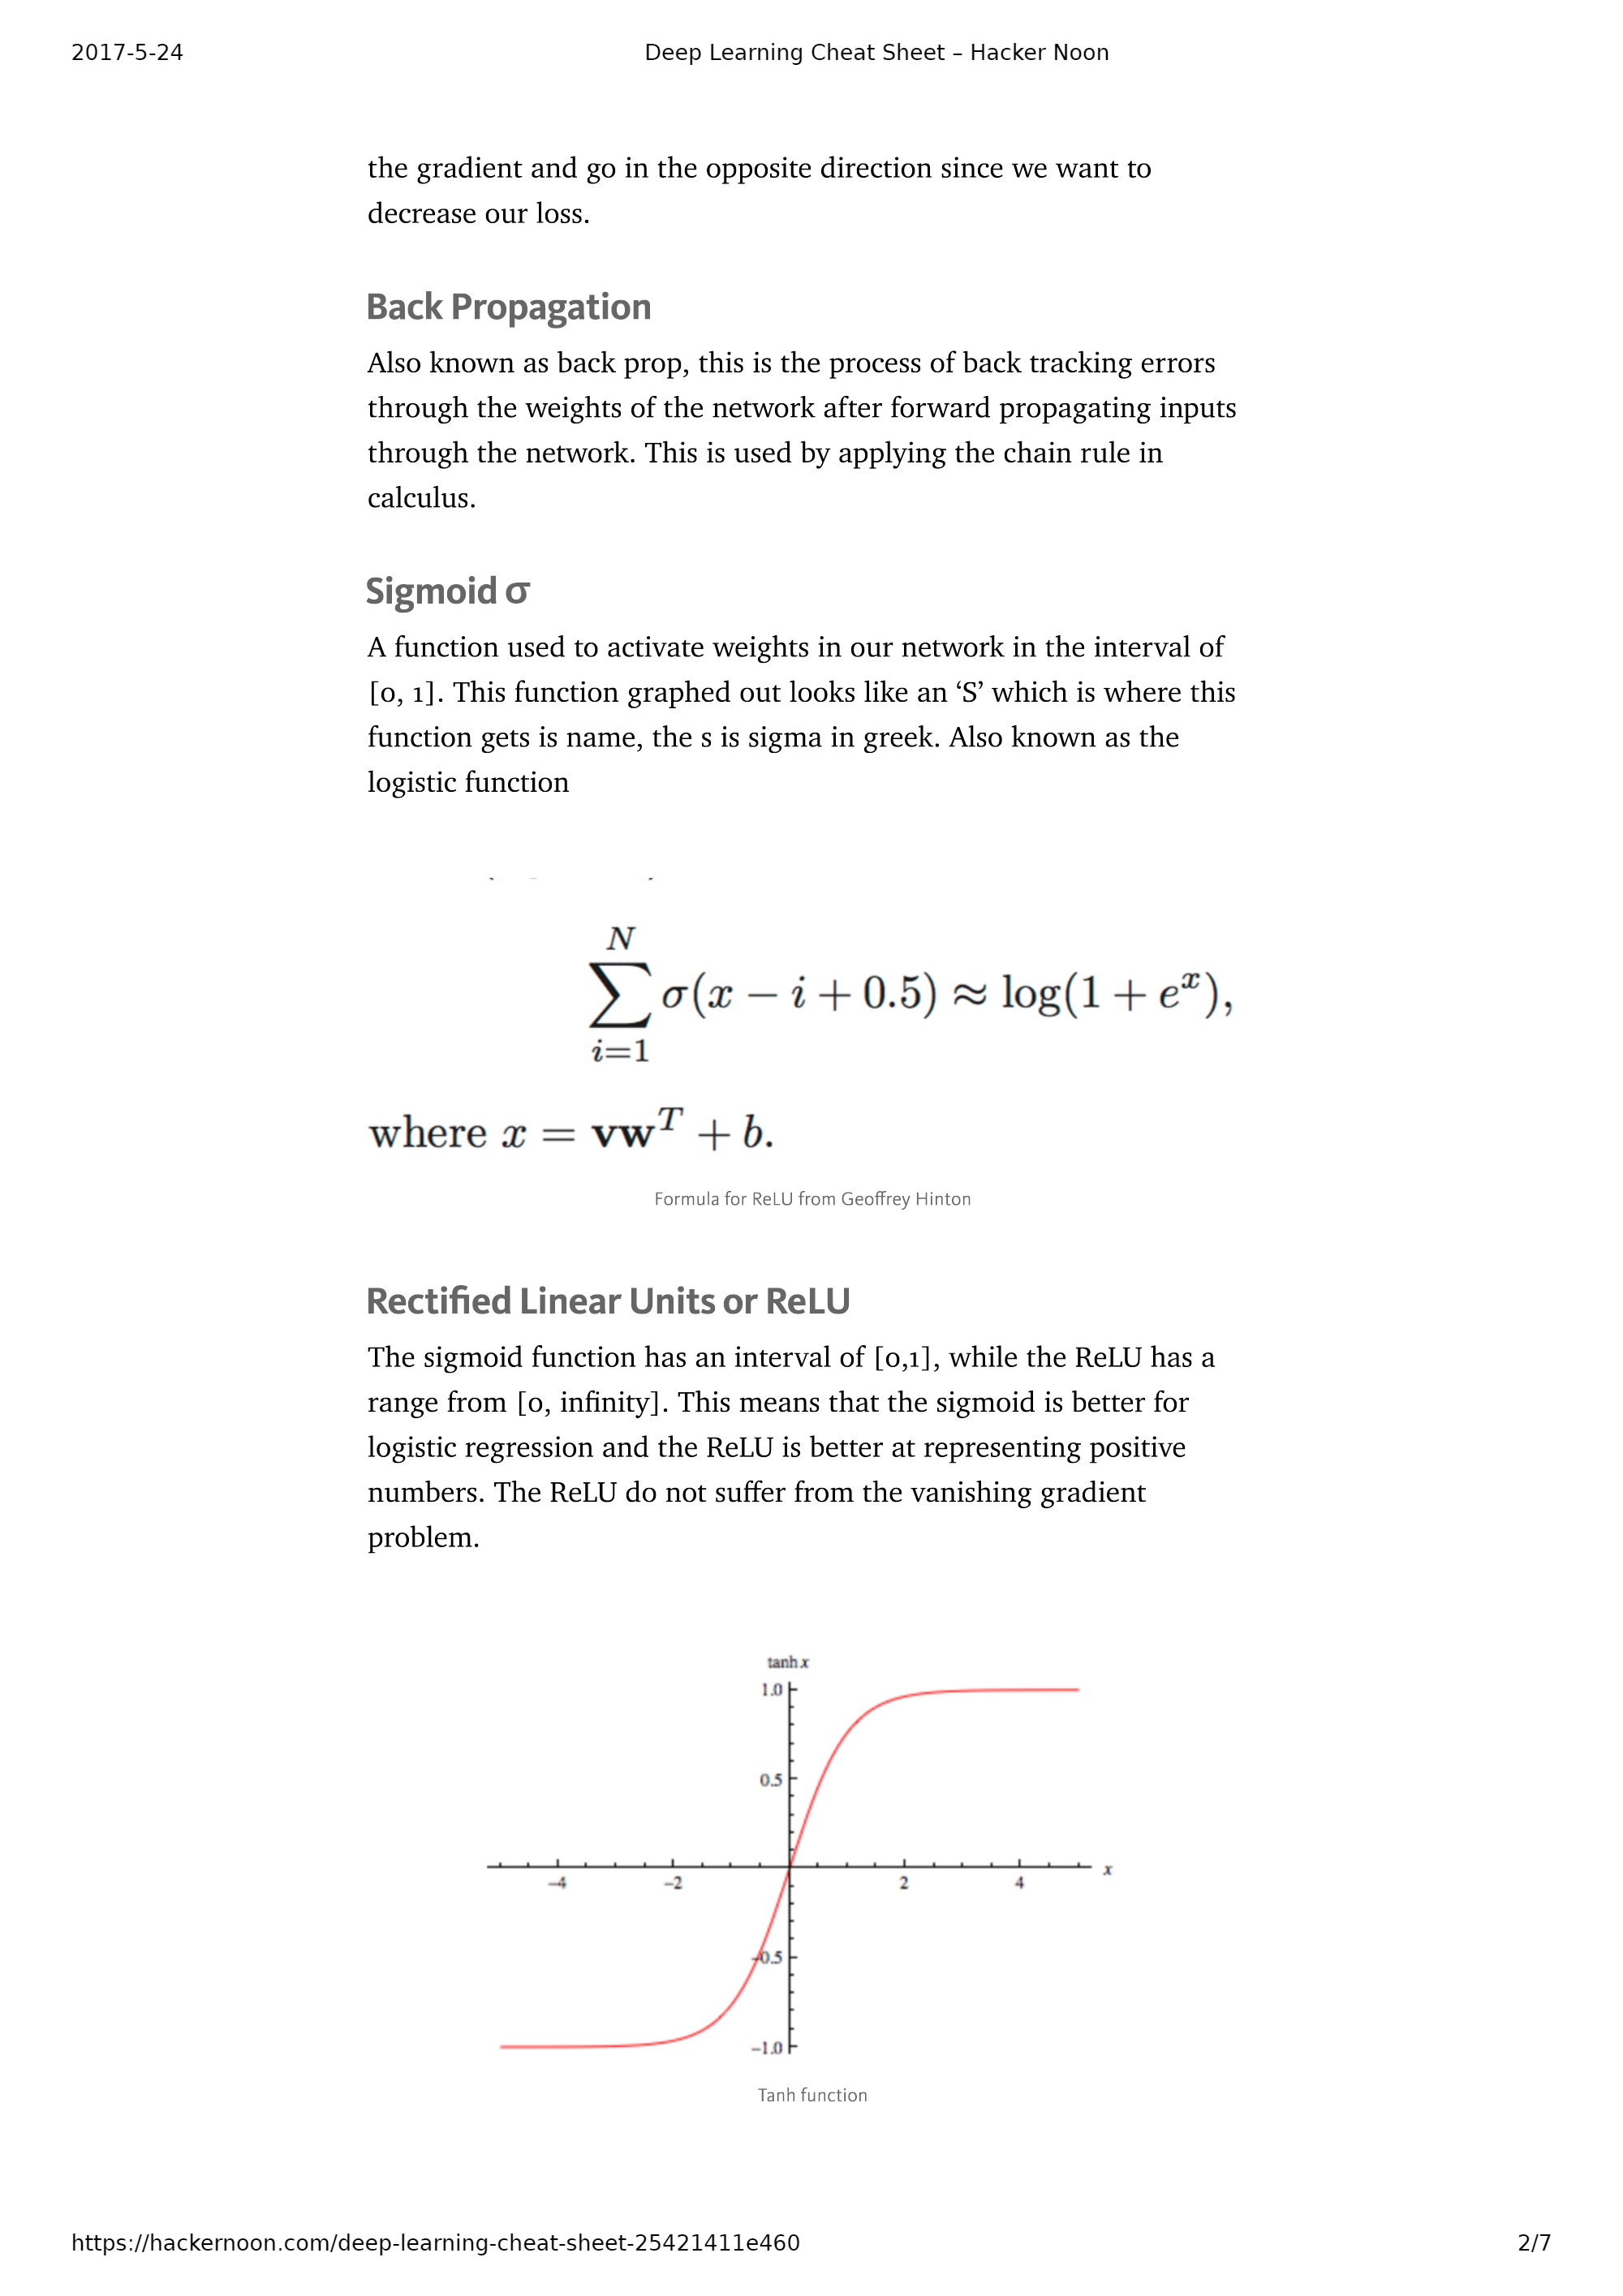 2017-5-24 Deep Learning Cheat Sheet – Hacker Noon
the gradient and go in the opposite direction since we want to
decrease our loss.
Back Propagation
Also known as back prop, this is the process of back tracking errors
through the weights of the network after forward propagating inputs
through the network. This is used by applying the chain rule in
calculus.
Sigmoid σ
A function used to activate weights in our network in the interval of
[0, 1]. This function graphed out looks like an ‘S’ which is where this
function gets is name, the s is sigma in greek. Also known as the
logistic function
N
∑ σ(x − i + 0.5) ≈ log(1 + eˣ),
i=1
where x = vwᵀ + b.
Formula for ReLU from Geoffrey Hinton
Rectified Linear Units or ReLU
The sigmoid function has an interval of [0,1], while the ReLU has a
range from [0, infinity]. This means that the sigmoid is better for
logistic regression and the ReLU is better at representing positive
numbers. The ReLU do not suffer from the vanishing gradient
problem.
tanh x
1.0
0.5
−4 −2 2 4 x
−0.5
−1.0
Tanh function
https://hackernoon.com/deep-learning-cheat-sheet-25421411e460 2/7